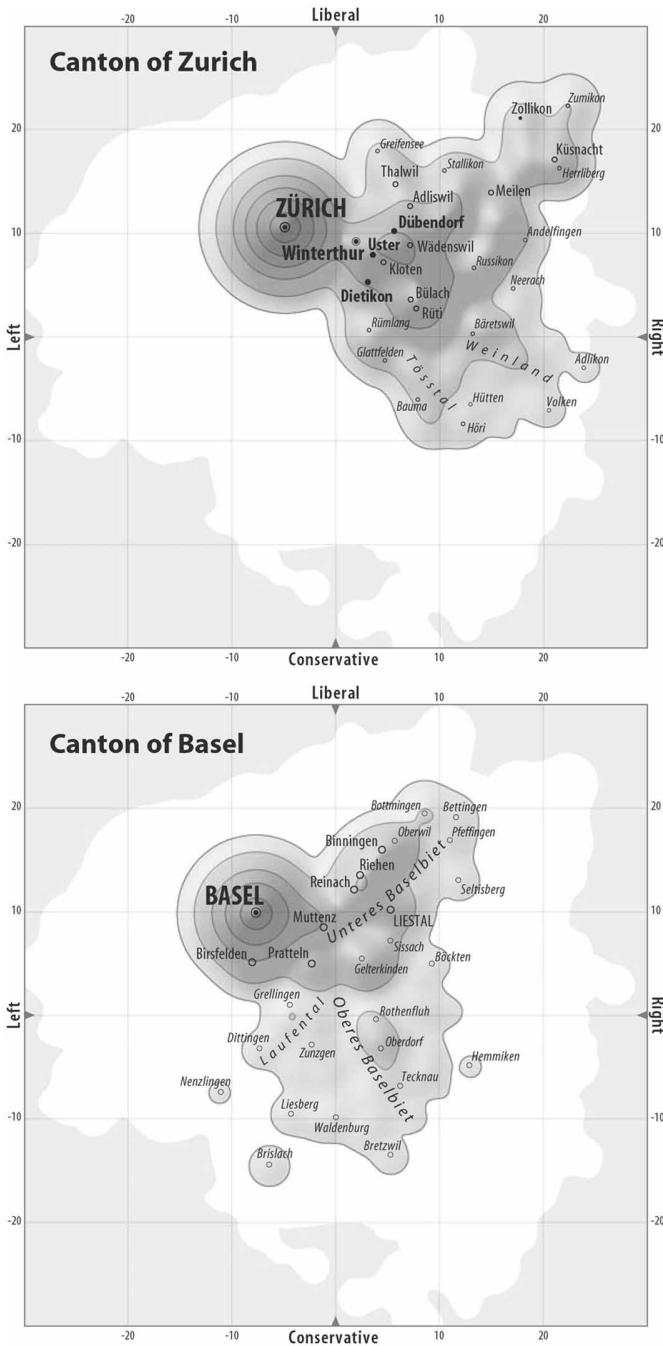 Liberal
-20 -10 10 20
Canton of Zurich
Zollikon Zumikon
20 20
Greifensee Küsnacht
Stallikon Herrliberg
Thalwil Meilen
ZÜRICH Adliswil
Dübendorf Andelfingen
10 10
Winterthur Uster Wädenswil
Kloten Russikon
Dietikon Bülach Neerach
Rüti
Rümlang Bäretswil
Left Right
Glattfelden Tösstal Weinland Adlikon
Bauma Hütten Volken
Höri
-10 -10
-20 -20
-20 -10 10 20
Conservative
Liberal
-20 -10 10 20
Canton of Basel
20 Bottmingen Bettingen 20
Binningen Oberwil Pfeffingen
Riehen
Reinach Seltisberg
BASEL Unteres Baselbiet
10 10
Muttenz LIESTAL
Birsfelden Pratteln Sissach
Gelterkinden Böckten
Grellingen
Left Right
Laufental Oberes Baselbiet Rothenfluh
Dittingen Zunzgen Oberdorf
Hemmiken
Nenzlingen Tecknau
Liesberg
-10 -10
Waldenburg
Brislach Bretzwil
-20 -20
-20 -10 10 20
Conservative